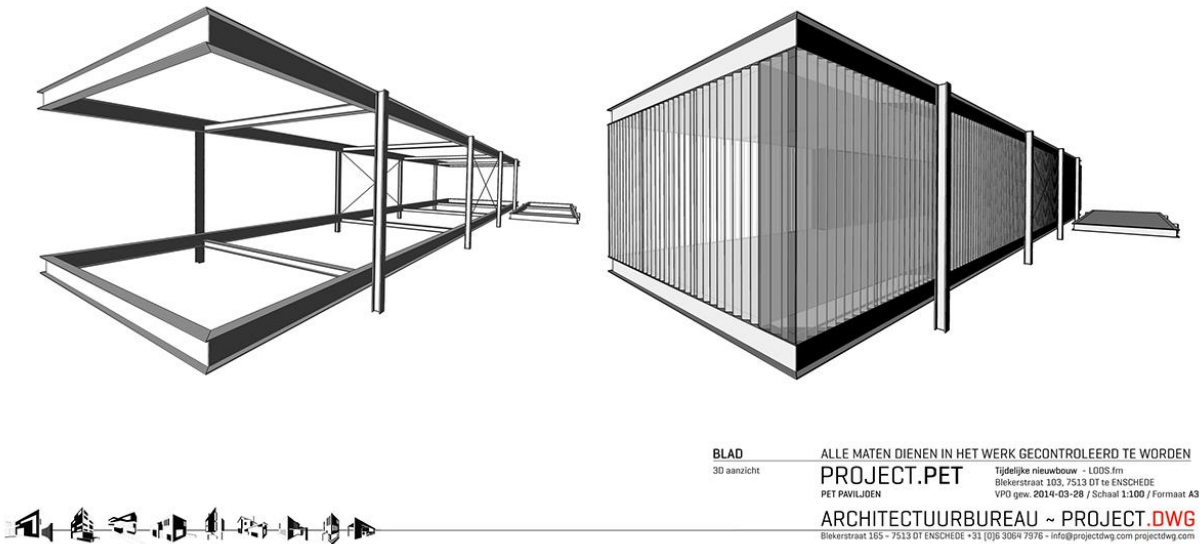 BLAD
ALLE MATEN DIENEN IN HET WERK GECONTROLEERD TE WORDEN
3D aanzicht
PROJECT.PET
PET PAVILJOEN
Tijdelijke nieuwbouw - LOOS.fm
Blekerstraat 103, 7513 DT te ENSCHEDE
VPO gew. 2014-03-28 / Schaal 1:100 / Formaat A3
ARCHITECTUURBUREAU ~ PROJECT.DWG
Blekerstraat 165 - 7513 DT ENSCHEDE +31 [0]6 3064 7976 - info@projectdwg.com projectdwg.com